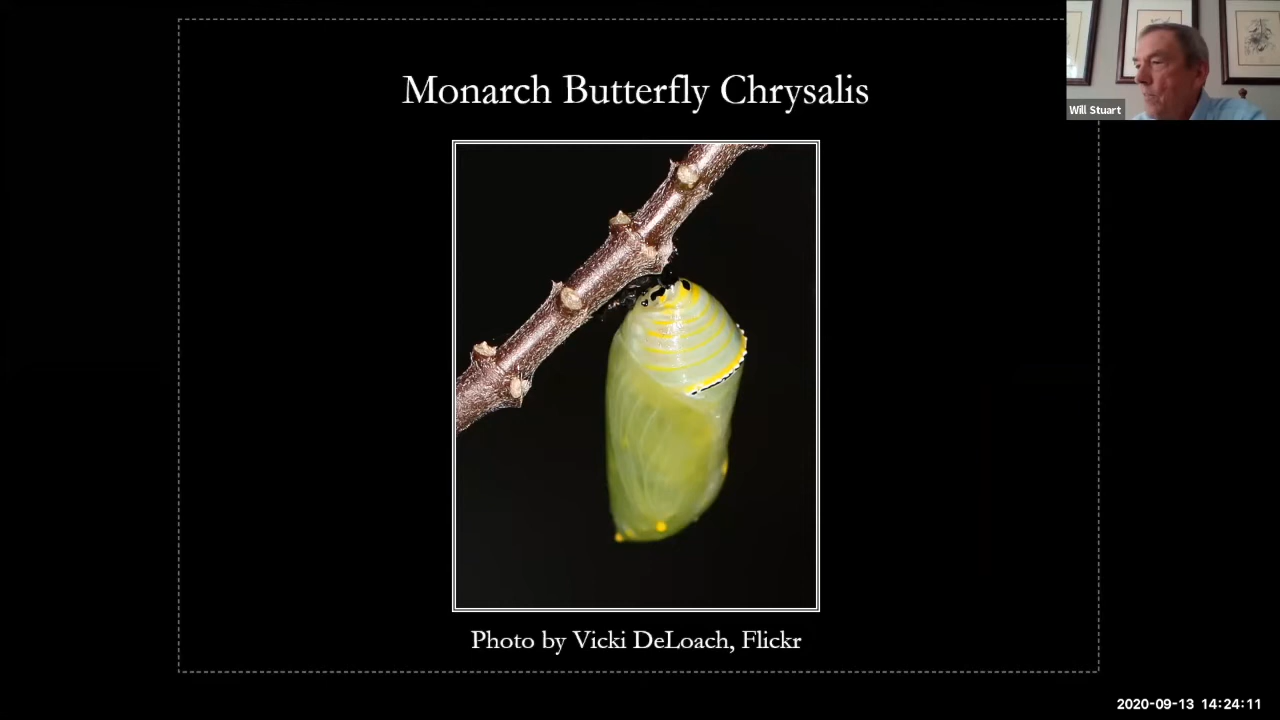 Monarch Butterfly Chrysalis
Will Stuart
Photo by Vicki DeLoach, Flickr
2020-09-13 14:24:11